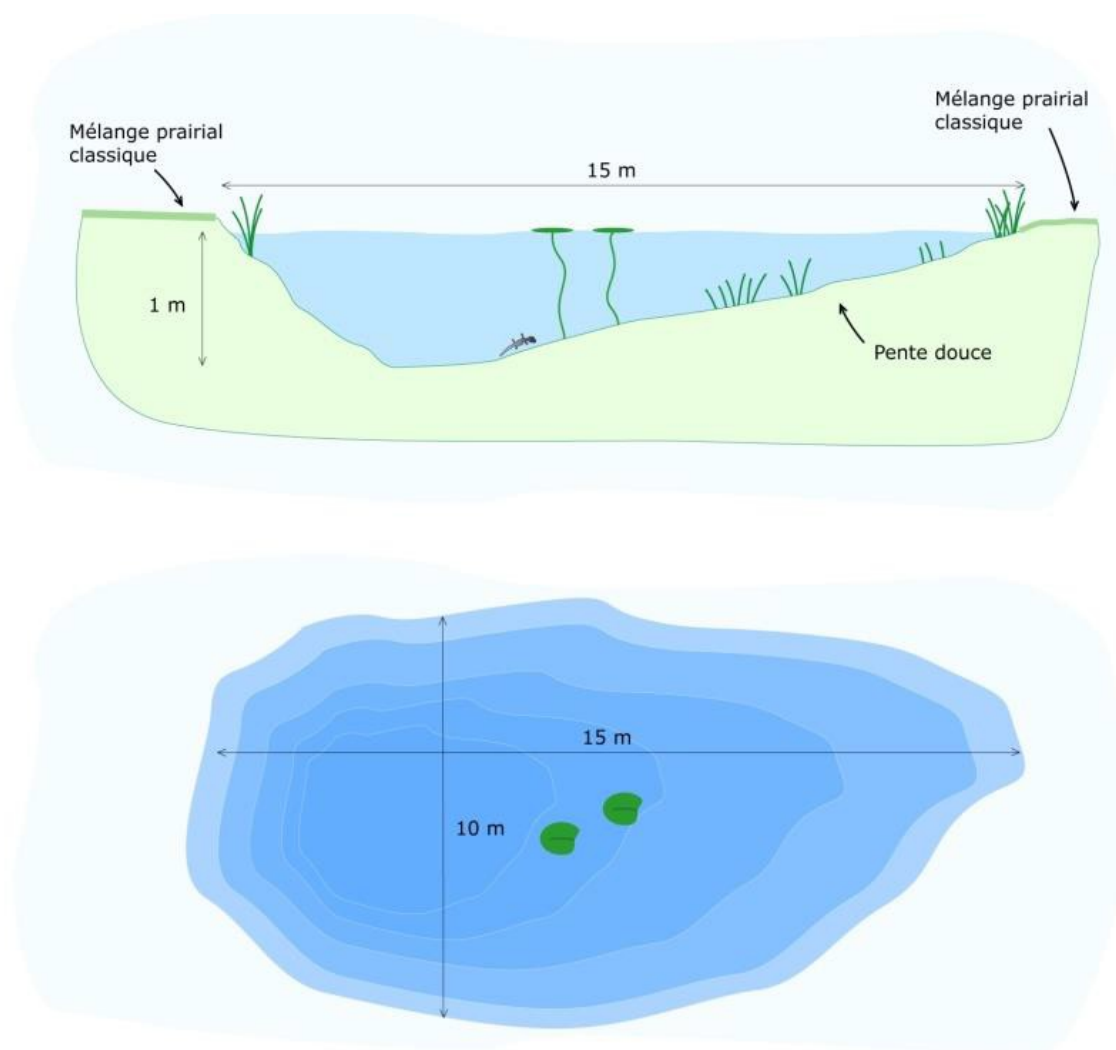 Mélange prairial
classique
Mélange prairial
classique
15 m
1 m
Pente douce
15 m
10 m